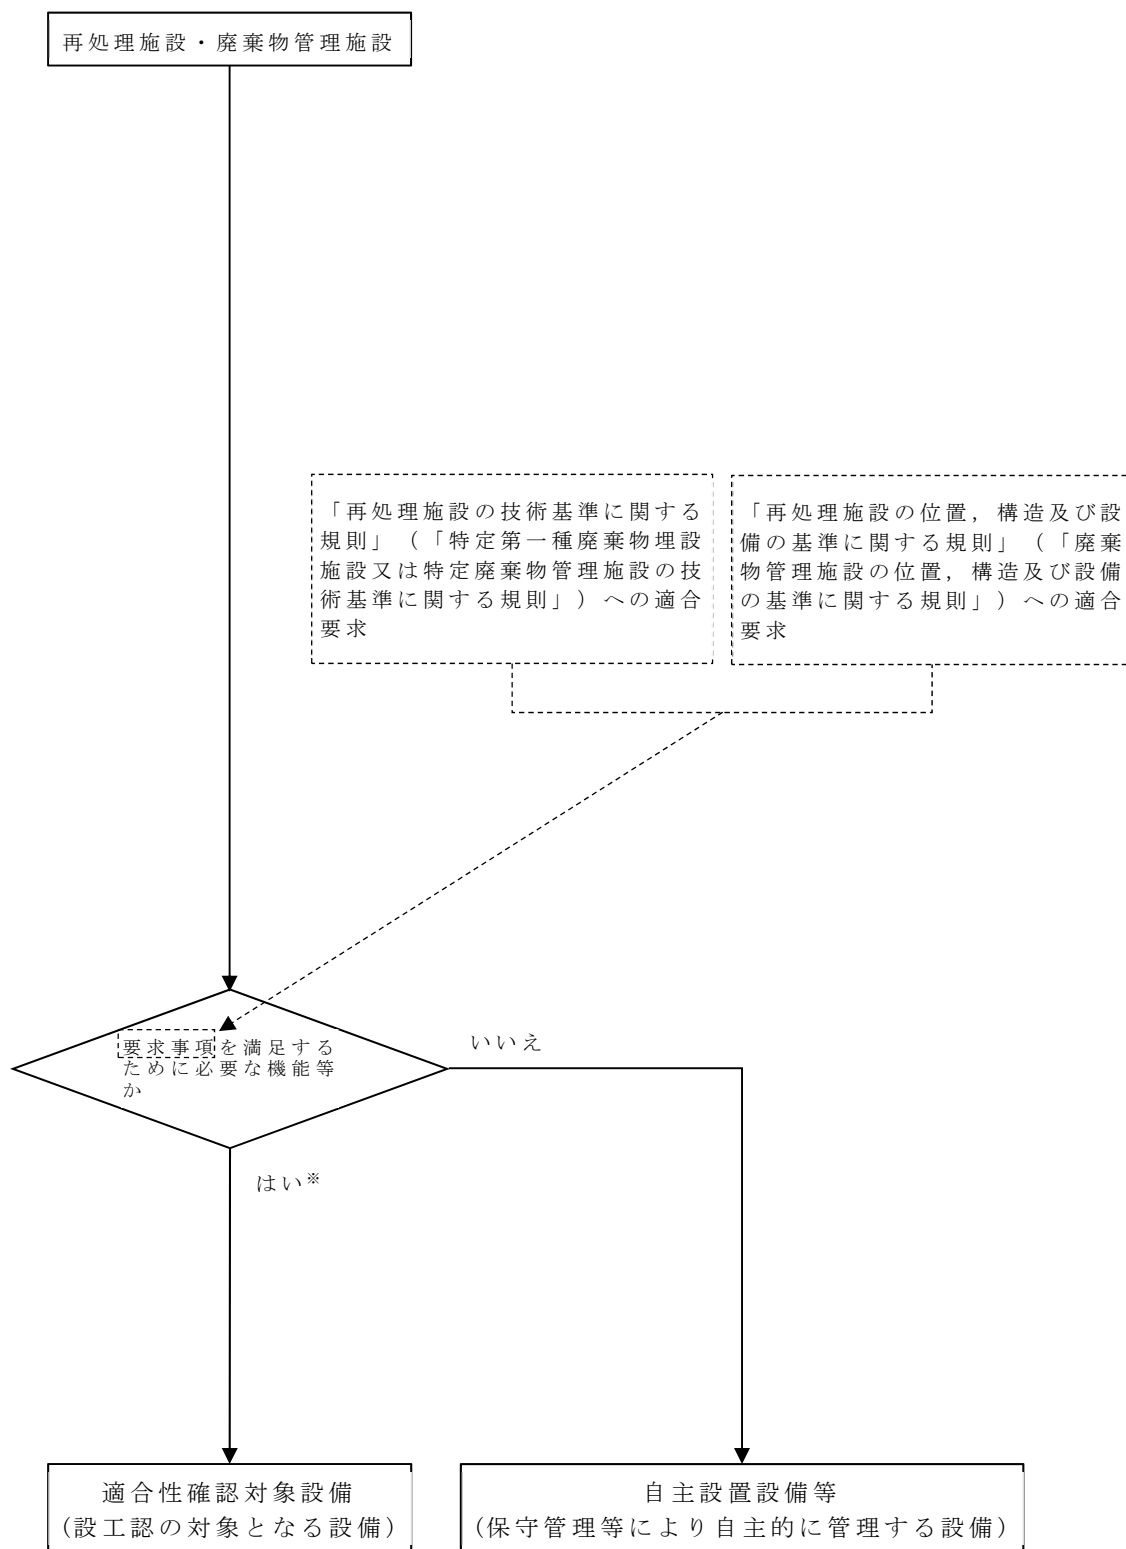 再処理施設・廃棄物管理施設
「再処理施設の技術基準に関する
規則」（「特定第一種廃棄物埋設
施設又は特定廃棄物管理施設の技
術基準に関する規則」）への適合
要求
「再処理施設の位置，構造及び設
備の基準に関する規則」（「廃棄
物管理施設の位置，構造及び設備
の基準に関する規則」）への適合
要求
要求事項を満足する
ために必要な機能等
か
いいえ
はい※
適合性確認対象設備
（設工認の対象となる設備）
自主設置設備等
（保守管理等により自主的に管理する設備）